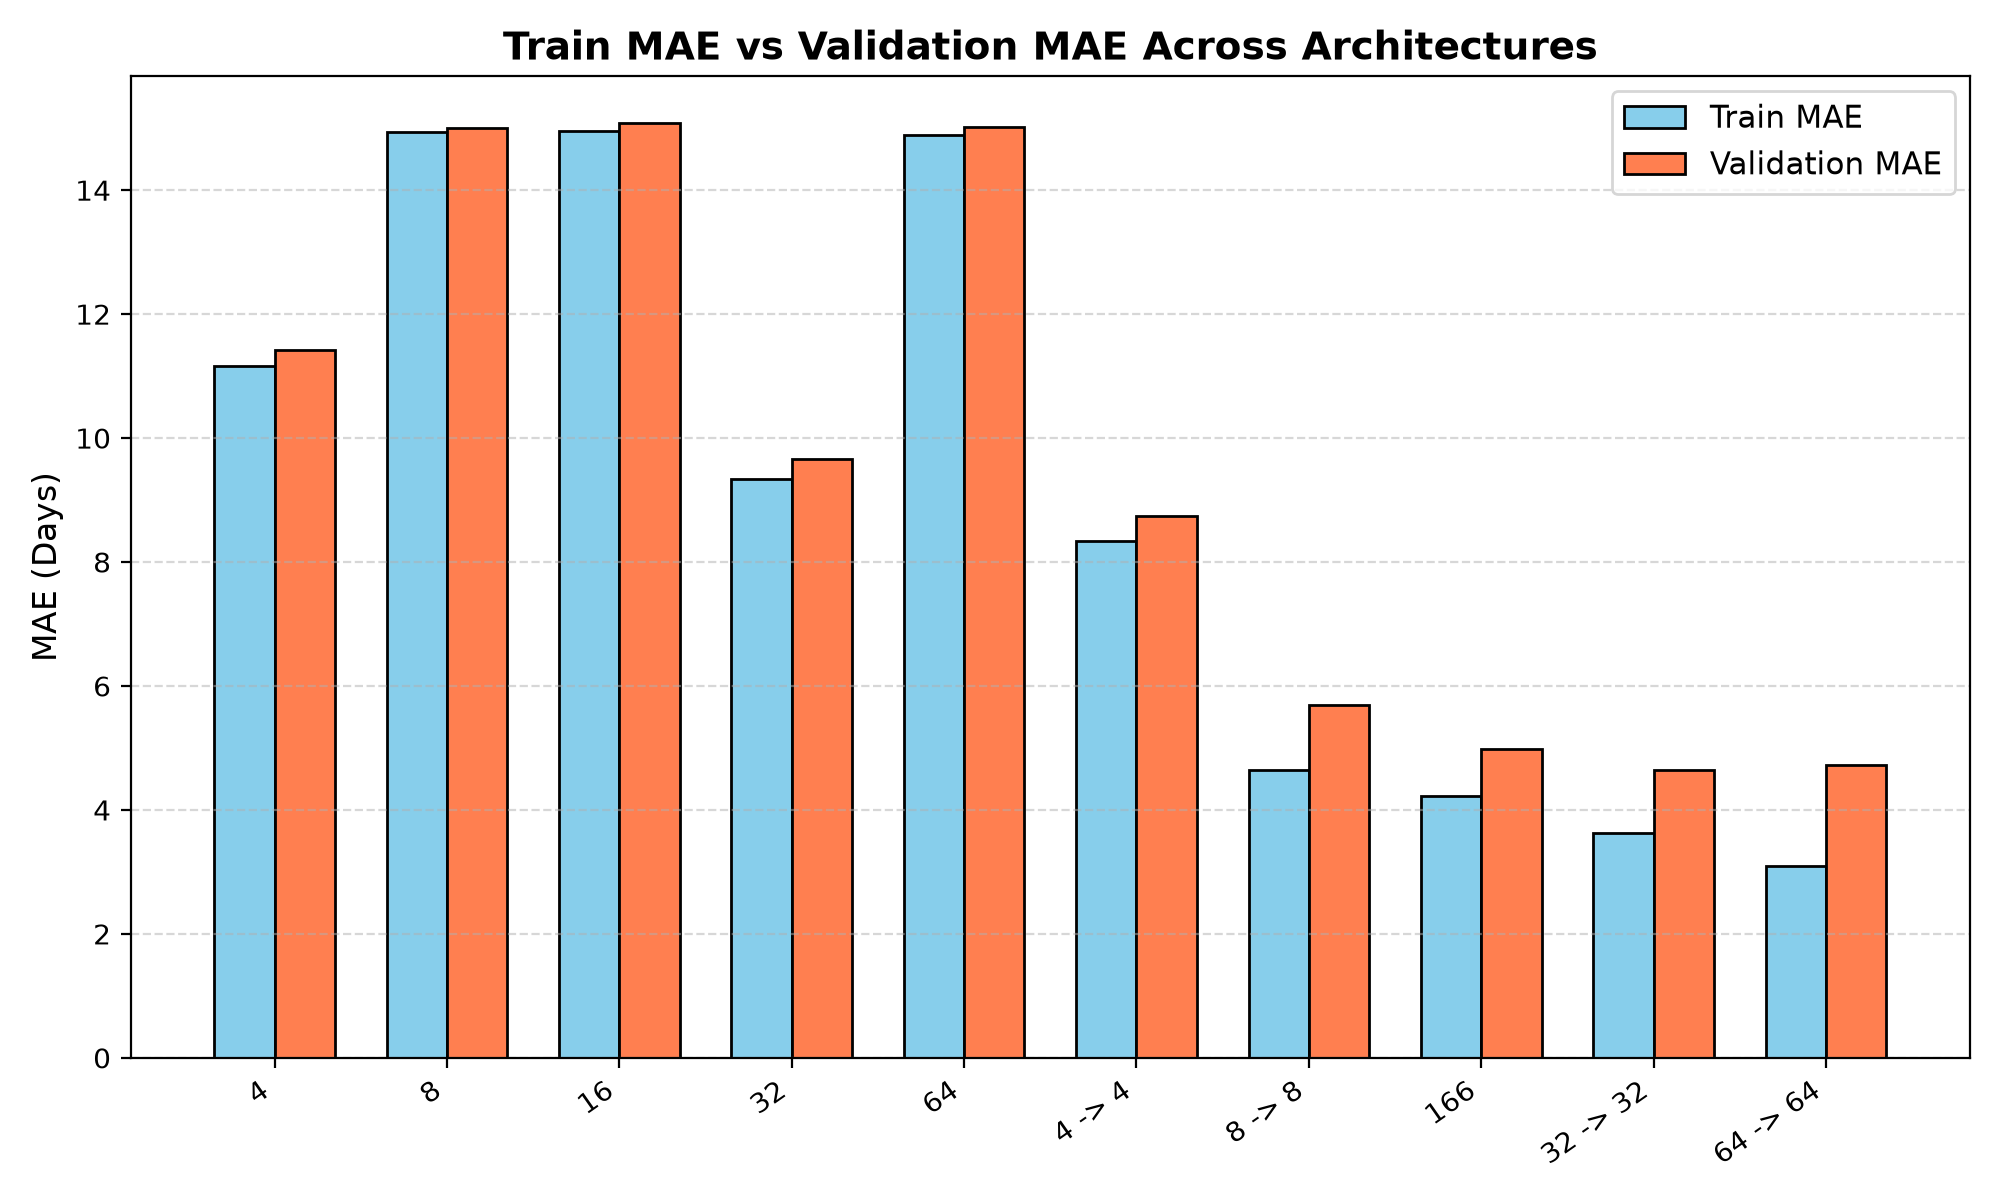 Train MAE vs Validation MAE Across Architectures
Train MAE
Validation MAE
MAE (Days)
14
12
10
8
6
4
2
0
4
8
16
32
64
4 -> 4
8 -> 8
166
32 -> 32
64 -> 64